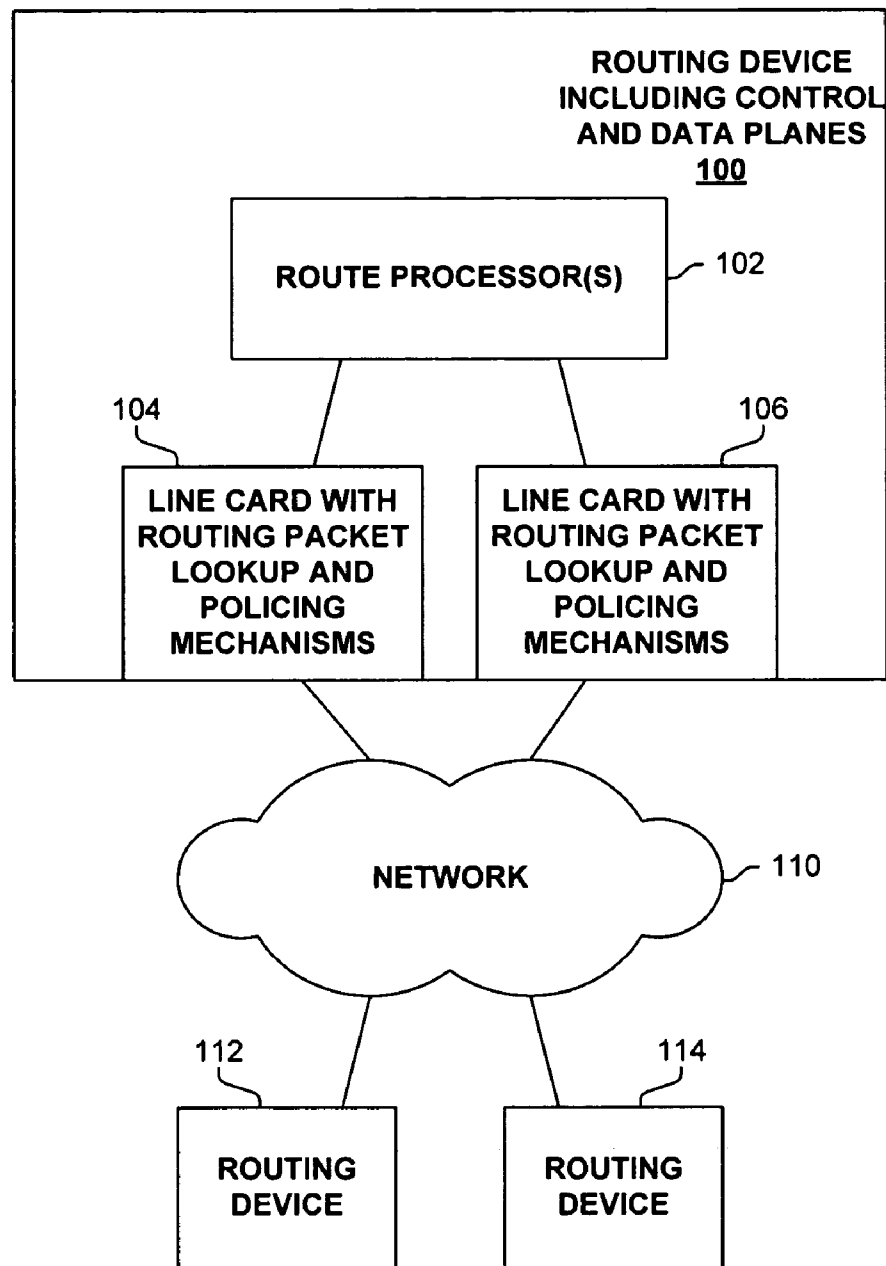 ROUTING DEVICE
INCLUDING CONTROL
AND DATA PLANES
100
ROUTE PROCESSOR(S)
102
104
106
LINE CARD WITH
ROUTING PACKET
LOOKUP AND
POLICING
MECHANISMS
LINE CARD WITH
ROUTING PACKET
LOOKUP AND
POLICING
MECHANISMS
NETWORK
110
112
114
ROUTING
DEVICE
ROUTING
DEVICE